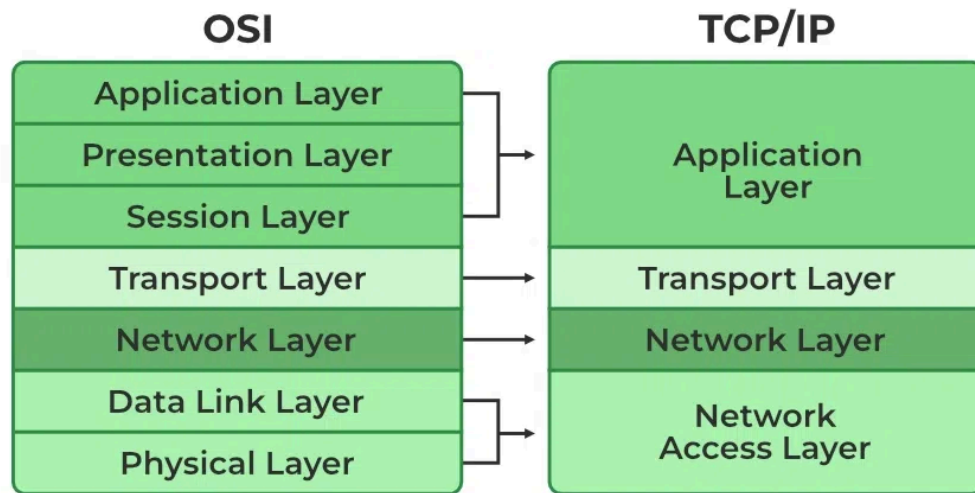 OSI
Application Layer
Presentation Layer
Session Layer
Transport Layer
Network Layer
Data Link Layer
Physical Layer
TCP/IP
Application
Layer
Transport Layer
Network Layer
Network
Access Layer